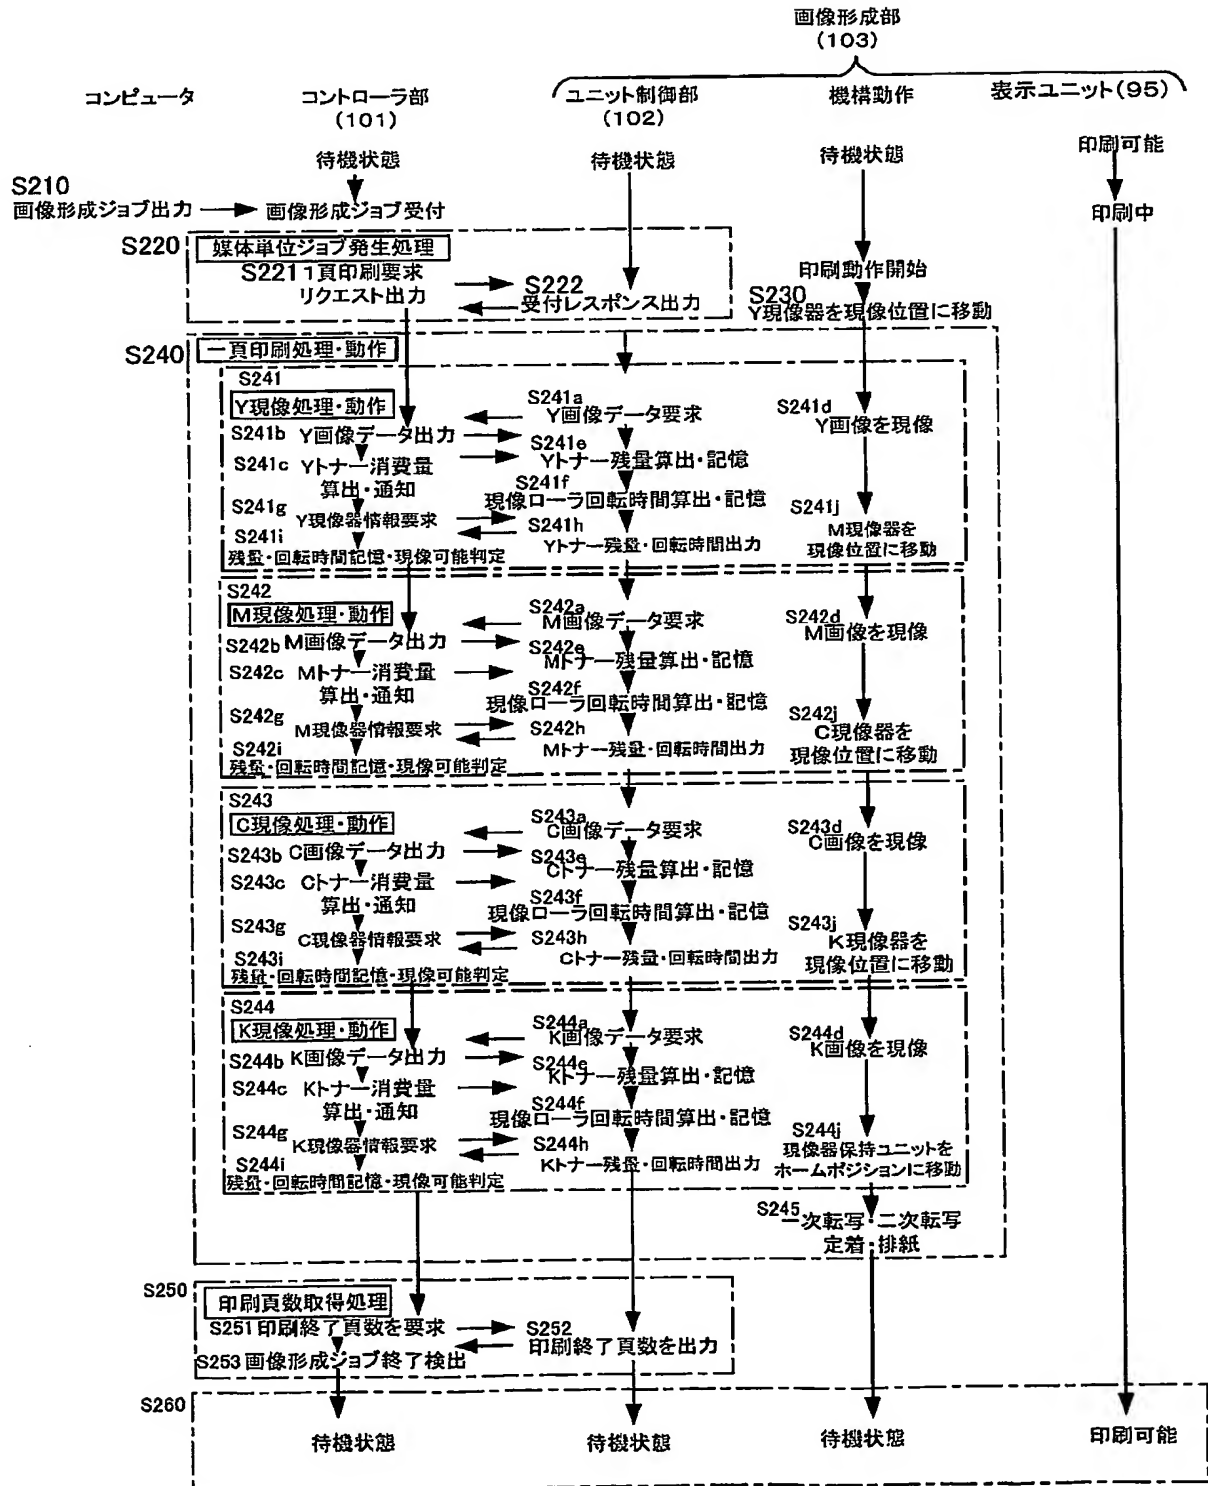 画像形成部
(103)
コンピュータ
コントローラ部
(101)
ユニット制御部
(102)
機構動作
表示ユニット(95)
待機状態
待機状態
待機状態
印刷可能
S210
画像形成ジョブ出力
画像形成ジョブ受付
印刷中
S220
媒体単位ジョブ発生処理
S221 1頁印刷要求
リクエスト出力
S222
受付レスポンス出力
印刷動作開始
S230
Y現像器を現像位置に移動
S240
一頁印刷処理・動作
S241
Y現像処理・動作
S241a
Y画像データ要求
S241b
Y画像データ出力
S241c
Yトナー消費量
算出・通知
S241d
Y画像を現像
S241e
Yトナー残量算出・記憶
S241f
現像ローラ回転時間算出・記憶
S241g
Y現像器情報要求
S241h
Yトナー残量・回転時間出力
S241i
残量・回転時間記憶・現像可能判定
S241j
M現像器を
現像位置に移動
S242
M現像処理・動作
S242a
M画像データ要求
S242b
M画像データ出力
S242c
Mトナー消費量
算出・通知
S242d
M画像を現像
S242e
Mトナー残量算出・記憶
S242f
現像ローラ回転時間算出・記憶
S242g
M現像器情報要求
S242h
Mトナー残量・回転時間出力
S242i
残量・回転時間記憶・現像可能判定
S242j
C現像器を
現像位置に移動
S243
C現像処理・動作
S243a
C画像データ要求
S243b
C画像データ出力
S243c
Cトナー消費量
算出・通知
S243d
C画像を現像
S243e
Cトナー残量算出・記憶
S243f
現像ローラ回転時間算出・記憶
S243g
C現像器情報要求
S243h
Cトナー残量・回転時間出力
S243i
残量・回転時間記憶・現像可能判定
S243j
K現像器を
現像位置に移動
S244
K現像処理・動作
S244a
K画像データ要求
S244b
K画像データ出力
S244c
Kトナー消費量
算出・通知
S244d
K画像を現像
S244e
Kトナー残量算出・記憶
S244f
現像ローラ回転時間算出・記憶
S244g
K現像器情報要求
S244h
Kトナー残量・回転時間出力
S244i
残量・回転時間記憶・現像可能判定
S244j
現像器保持ユニットを
ホームポジションに移動
S245
一次転写・二次転写
定着・排紙
S250
印刷頁数取得処理
S251 印刷終了頁数を要求
S252
印刷終了頁数を出力
S253 画像形成ジョブ終了検出
S260
待機状態
待機状態
待機状態
印刷可能